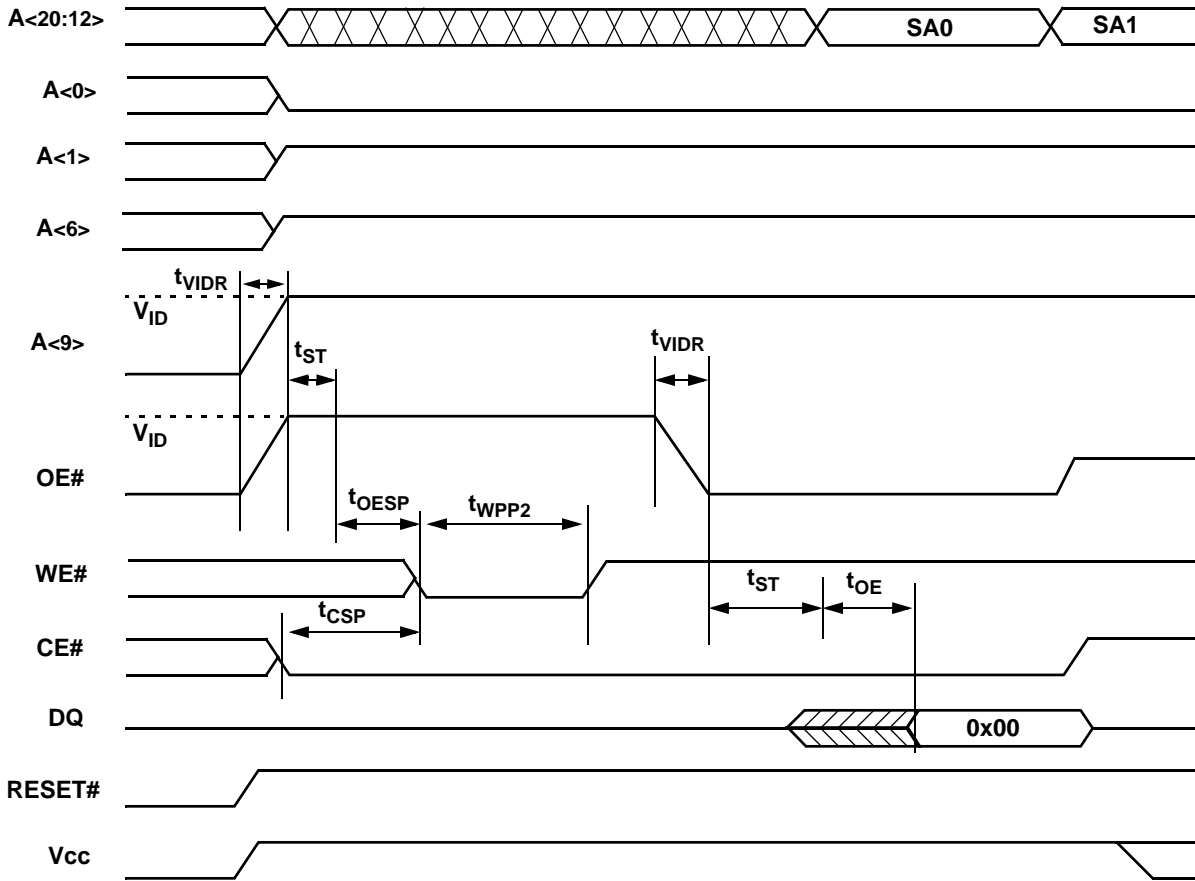 A<20:12>
SA0
SA1
A<0>
A<1>
A<6>
tVIDR
VID
A<9>
tST
tVIDR
VID
OE#
tOESP
tWPP2
WE#
tST
tOE
tCSP
CE#
DQ
0x00
RESET#
Vcc